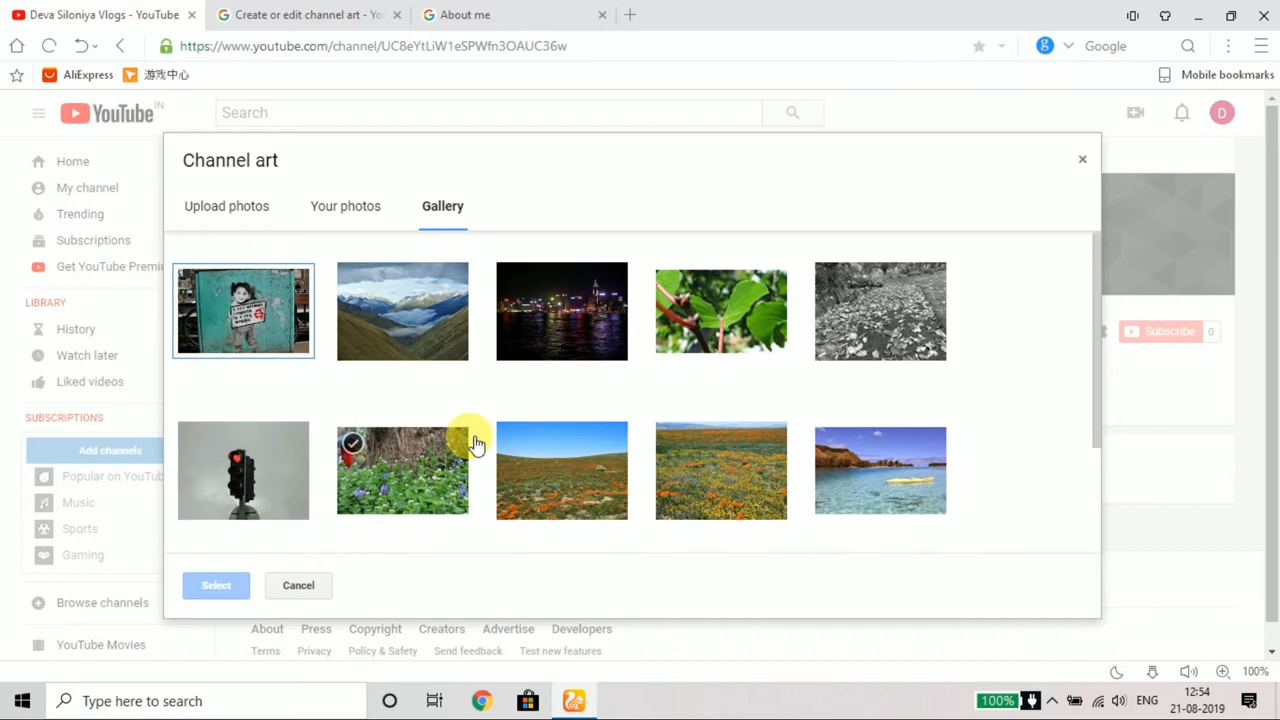 Deva Siloniya Vlogs - YouTube
Create or edit channel art - Yo
About me
https://www.youtube.com/channel/UC8eYtLiW1eSPWfn3OAUC36w
Google
AliExpress
游戏中心
Mobile bookmarks
YouTube IN
Search
D
Channel art
Upload photos
Your photos
Gallery
Home
My channel
Trending
Subscriptions
Get YouTube Premiu
LIBRARY
History
Watch later
Liked videos
SUBSCRIPTIONS
Add channels
Popular on YouTub
Music
Sports
Gaming
Browse channels
YouTube Movies
Subscribe 0
Select
Cancel
About Press Copyright Creators Advertise Developers
Terms Privacy Policy & Safety Send feedback Test new features
100%
Type here to search
100%
ENG
12:54
21-08-2019